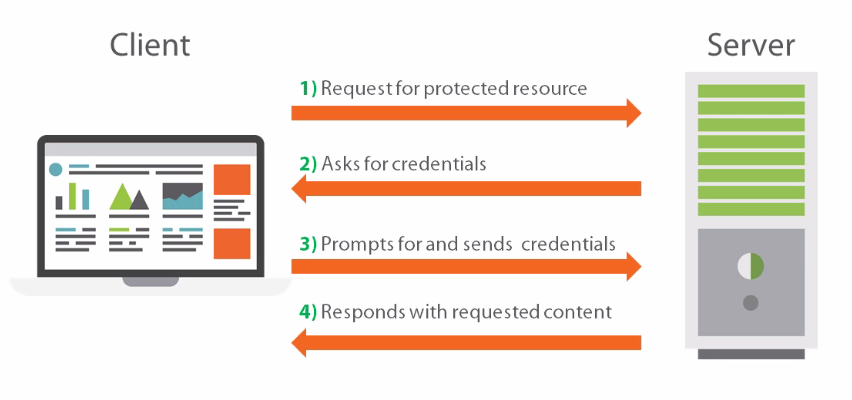 Client
Server
1) Request for protected resource
2) Asks for credentials
3) Prompts for and sends credentials
4) Responds with requested content